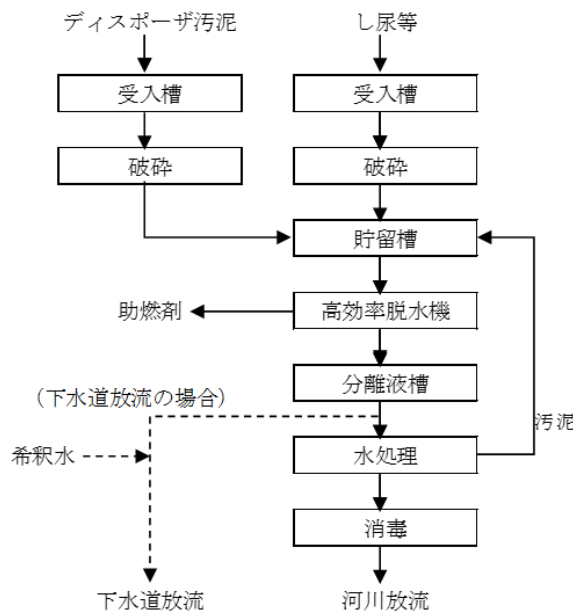 ディスポーザ汚泥
し尿等
受入槽
受入槽
破砕
破砕
貯留槽
助燃剤
高効率脱水機
分離液槽
（下水道放流の場合）
汚泥
希釈水
水処理
消毒
下水道放流
河川放流